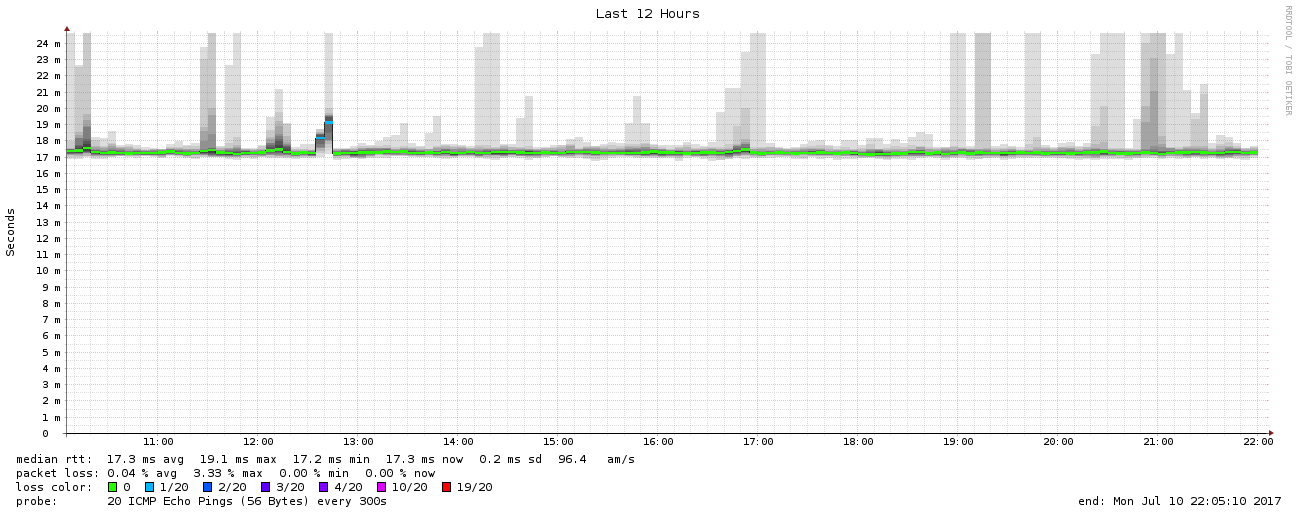 Last 12 Hours
RRDTOOL / TOBI OETIKER
Seconds
24 m
23 m
22 m
21 m
20 m
19 m
18 m
17 m
16 m
15 m
14 m
13 m
12 m
11 m
10 m
9 m
8 m
7 m
6 m
5 m
4 m
3 m
2 m
1 m
0
11:00 12:00 13:00 14:00 15:00 16:00 17:00 18:00 19:00 20:00 21:00 22:00
median rtt: 17.3 ms avg 19.1 ms max 17.2 ms min 17.3 ms now 0.2 ms sd 96.4 am/s
packet loss: 0.04 % avg 3.33 % max 0.00 % min 0.00 % now
loss color: 0 1/20 2/20 3/20 4/20 10/20 19/20
probe: 20 ICMP Echo Pings (56 Bytes) every 300s
end: Mon Jul 10 22:05:10 2017